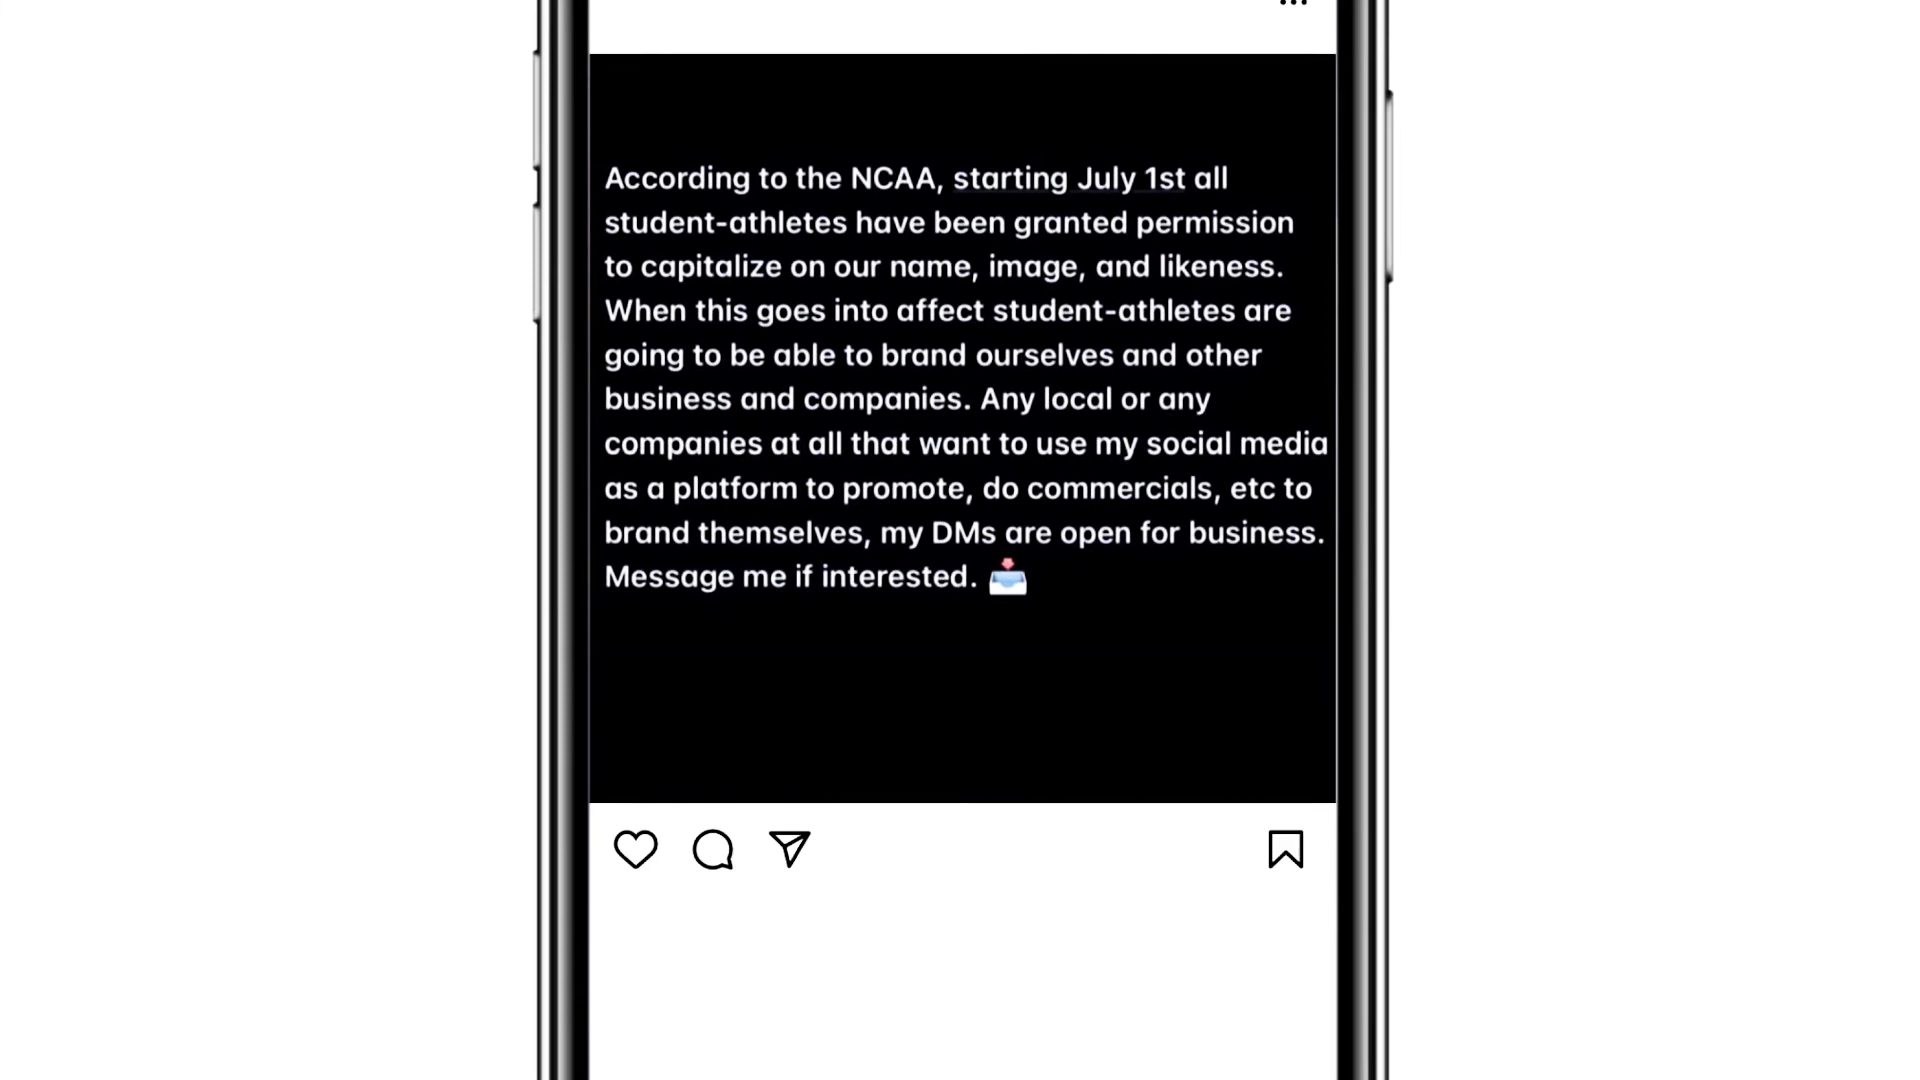 According to the NCAA, starting July 1st all
student-athletes have been granted permission
to capitalize on our name, image, and likeness.
When this goes into affect student-athletes are
going to be able to brand ourselves and other
business and companies. Any local or any
companies at all that want to use my social media
as a platform to promote, do commercials, etc to
brand themselves, my DMs are open for business.
Message me if interested. 📥